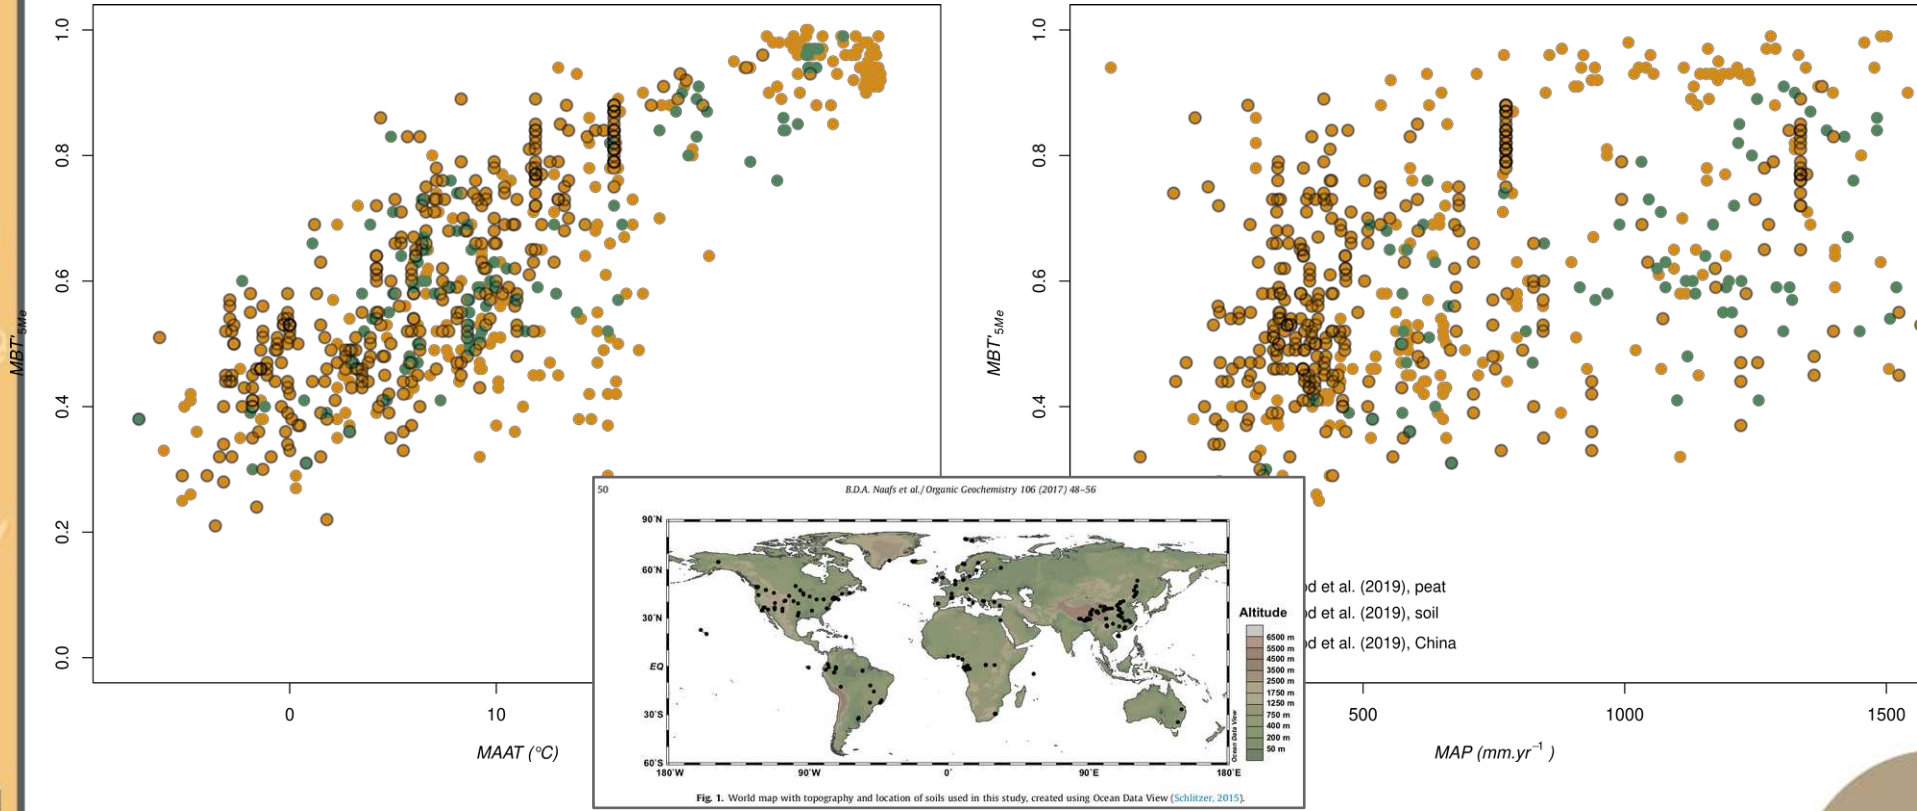 1.0
0.8
0.6
0.4
0.2
0.0
MBT'5Me
0
10
MAAT (°C)
1.0
0.8
0.6
0.4
MBT'5Me
500
1000
1500
MAP (mm.yr−1)
et al. (2019), peat
et al. (2019), soil
et al. (2019), China
50
B.D.A. Naafs et al./Organic Geochemistry 106 (2017) 48–56
90°N
60°N
30°N
EQ
30°S
60°S
180°W
90°W
0°
90°E
180°E
Altitude
6500 m
5500 m
4500 m
3500 m
2500 m
1750 m
1250 m
750 m
400 m
200 m
50 m
Ocean Data View
Fig. 1. World map with topography and location of soils used in this study, created using Ocean Data View (Schlitzer, 2015).